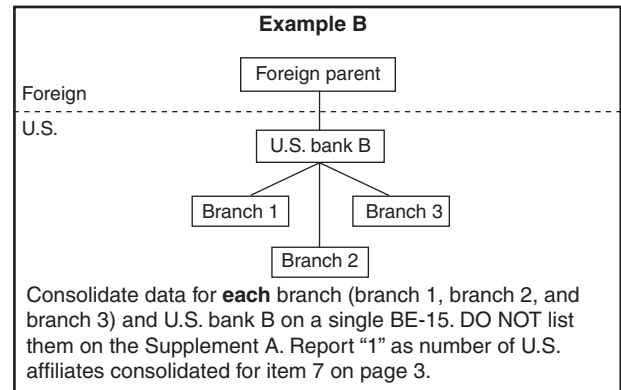 Example B
Foreign parent
Foreign
U.S.
U.S. bank B
Branch 1
Branch 3
Branch 2
Consolidate data for each branch (branch 1, branch 2, and
branch 3) and U.S. bank B on a single BE-15. DO NOT list
them on the Supplement A. Report “1” as number of U.S.
affiliates consolidated for item 7 on page 3.